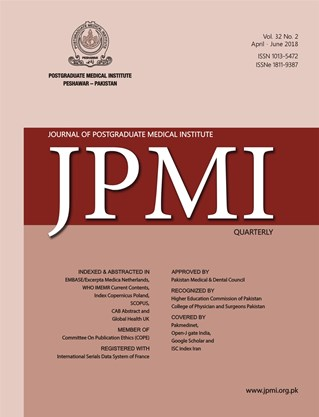 Vol. 32 No. 2
April - June 2018
ISSN 1013-5472
ISSNe 1811-9387
POSTGRADUATE MEDICAL INSTITUTE
PESHAWAR – PAKISTAN
JOURNAL OF POSTGRADUATE MEDICAL INSTITUTE
JPMI
QUARTERLY
INDEXED & ABSTRACTED IN
EMBASE/Excerpta Medica Netherlands,
WHO IMEMR Current Contents,
Index Copernicus Poland,
SCOPUS,
CAB Abstract and
Global Health UK
MEMBER OF
Committee On Publication Ethics (COPE)
REGISTERED WITH
International Serials Data System of France
APPROVED BY
Pakistan Medical & Dental Council
RECOGNIZED BY
Higher Education Commission of Pakistan
College of Physician and Surgeons Pakistan
COVERED BY
Pakmedinet,
Open-J gate India,
Google Scholar and
ISC Index Iran
www.jpmi.org.pk